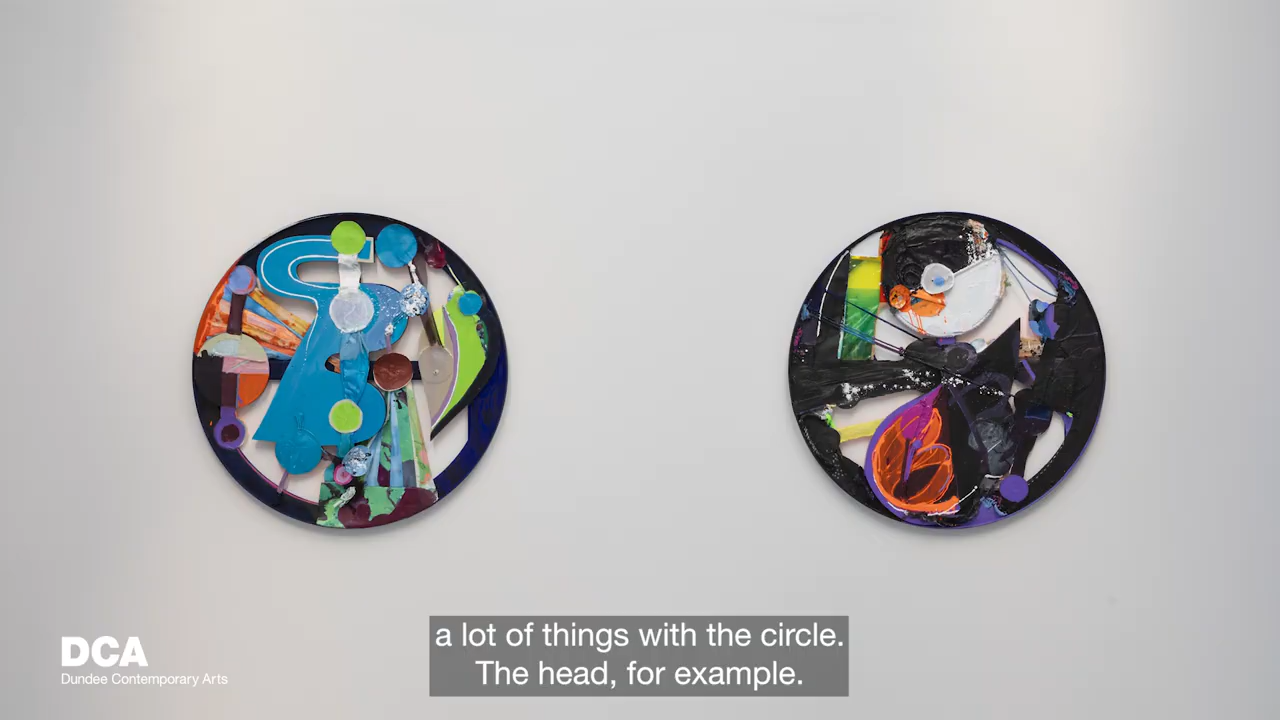 a lot of things with the circle.
The head, for example.
DCA
Dundee Contemporary Arts